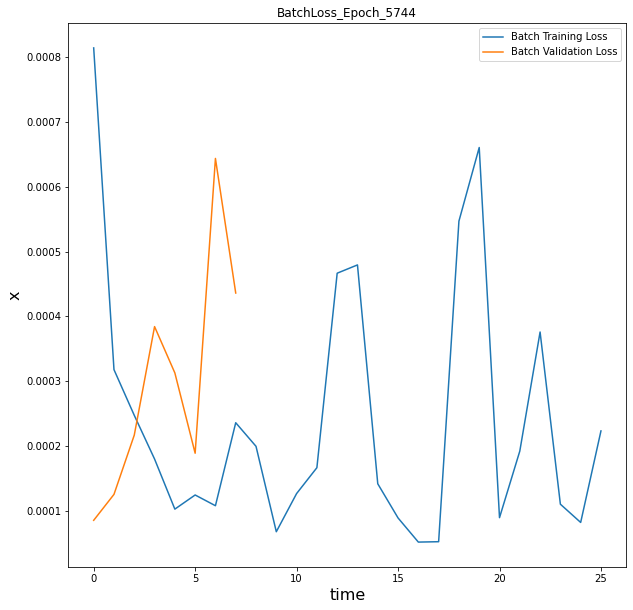 BatchLoss_Epoch_5744
Batch Training Loss
Batch Validation Loss
0.0008
0.0007
0.0006
0.0005
0.0004
0.0003
0.0002
0.0001
x
0 5 10 15 20 25
time